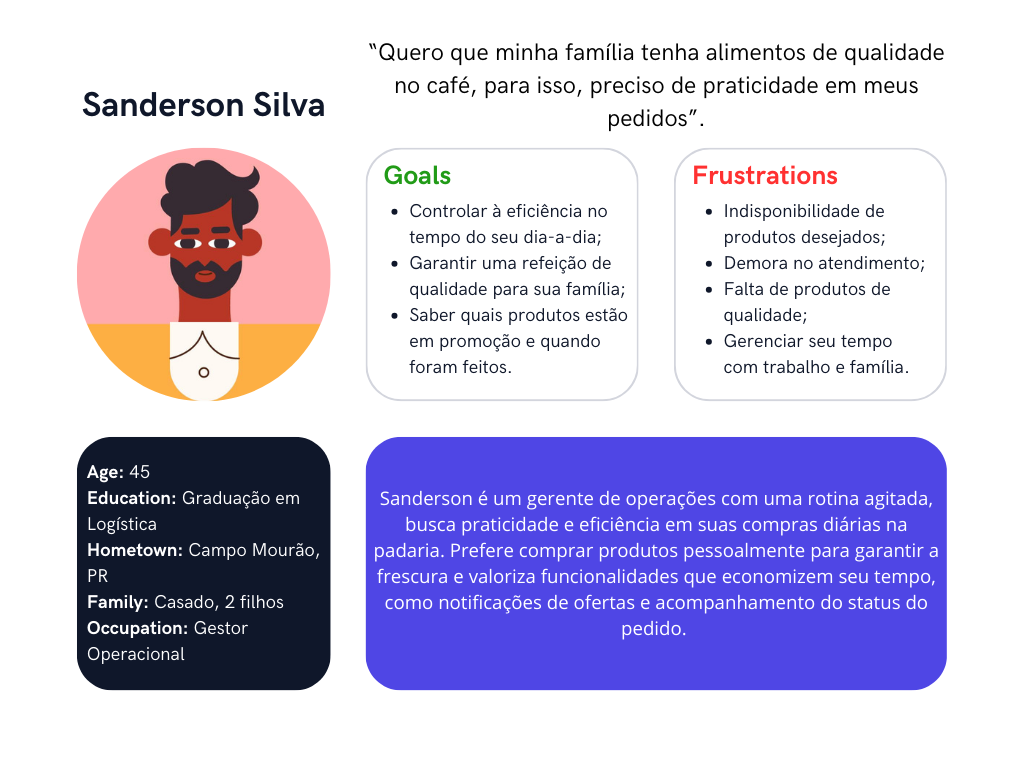 “Quero que minha família tenha alimentos de qualidade
no café, para isso, preciso de praticidade em meus
pedidos”.
Sanderson Silva
Goals
• Controlar à eficiência no
tempo do seu dia-a-dia;
• Garantir uma refeição de
qualidade para sua família;
• Saber quais produtos estão
em promoção e quando
foram feitos.
Frustrations
• Indisponibilidade de
produtos desejados;
• Demora no atendimento;
• Falta de produtos de
qualidade;
• Gerenciar seu tempo
com trabalho e família.
Age: 45
Education: Graduação em
Logística
Hometown: Campo Mourão,
PR
Family: Casado, 2 filhos
Occupation: Gestor
Operacional
Sanderson é um gerente de operações com uma rotina agitada,
busca praticidade e eficiência em suas compras diárias na
padaria. Prefere comprar produtos pessoalmente para garantir a
frescura e valoriza funcionalidades que economizem seu tempo,
como notificações de ofertas e acompanhamento do status do
pedido.